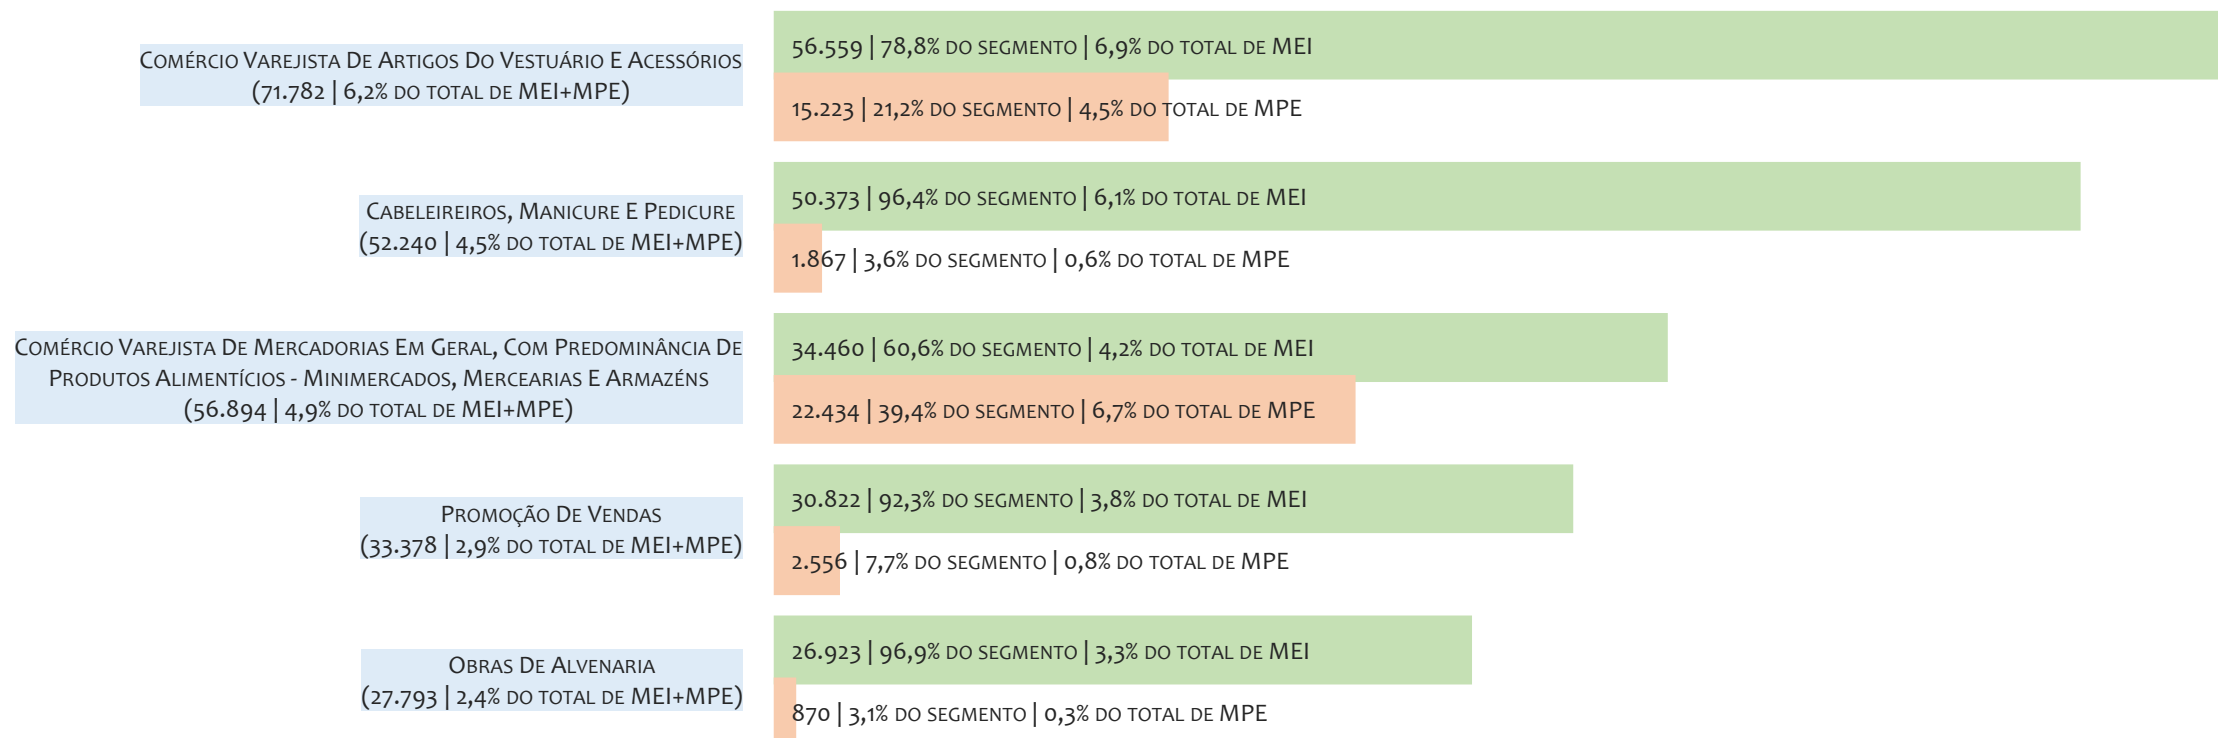 Comércio Varejista De Artigos Do Vestuário E Acessórios
(71.782 | 6,2% do total de MEI+MPE)
56.559 | 78,8% do segmento | 6,9% do total de MEI
15.223 | 21,2% do segmento | 4,5% do total de MPE
Cabeleireiros, Manicure E Pedicure
(52.240 | 4,5% do total de MEI+MPE)
50.373 | 96,4% do segmento | 6,1% do total de MEI
1.867 | 3,6% do segmento | 0,6% do total de MPE
Comércio Varejista De Mercadorias Em Geral, Com Predominância De
Produtos Alimentícios - Minimercados, Mercearias E Armazéns
(56.894 | 4,9% do total de MEI+MPE)
34.460 | 60,6% do segmento | 4,2% do total de MEI
22.434 | 39,4% do segmento | 6,7% do total de MPE
Promoção De Vendas
(33.378 | 2,9% do total de MEI+MPE)
30.822 | 92,3% do segmento | 3,8% do total de MEI
2.556 | 7,7% do segmento | 0,8% do total de MPE
Obras De Alvenaria
(27.793 | 2,4% do total de MEI+MPE)
26.923 | 96,9% do segmento | 3,3% do total de MEI
870 | 3,1% do segmento | 0,3% do total de MPE